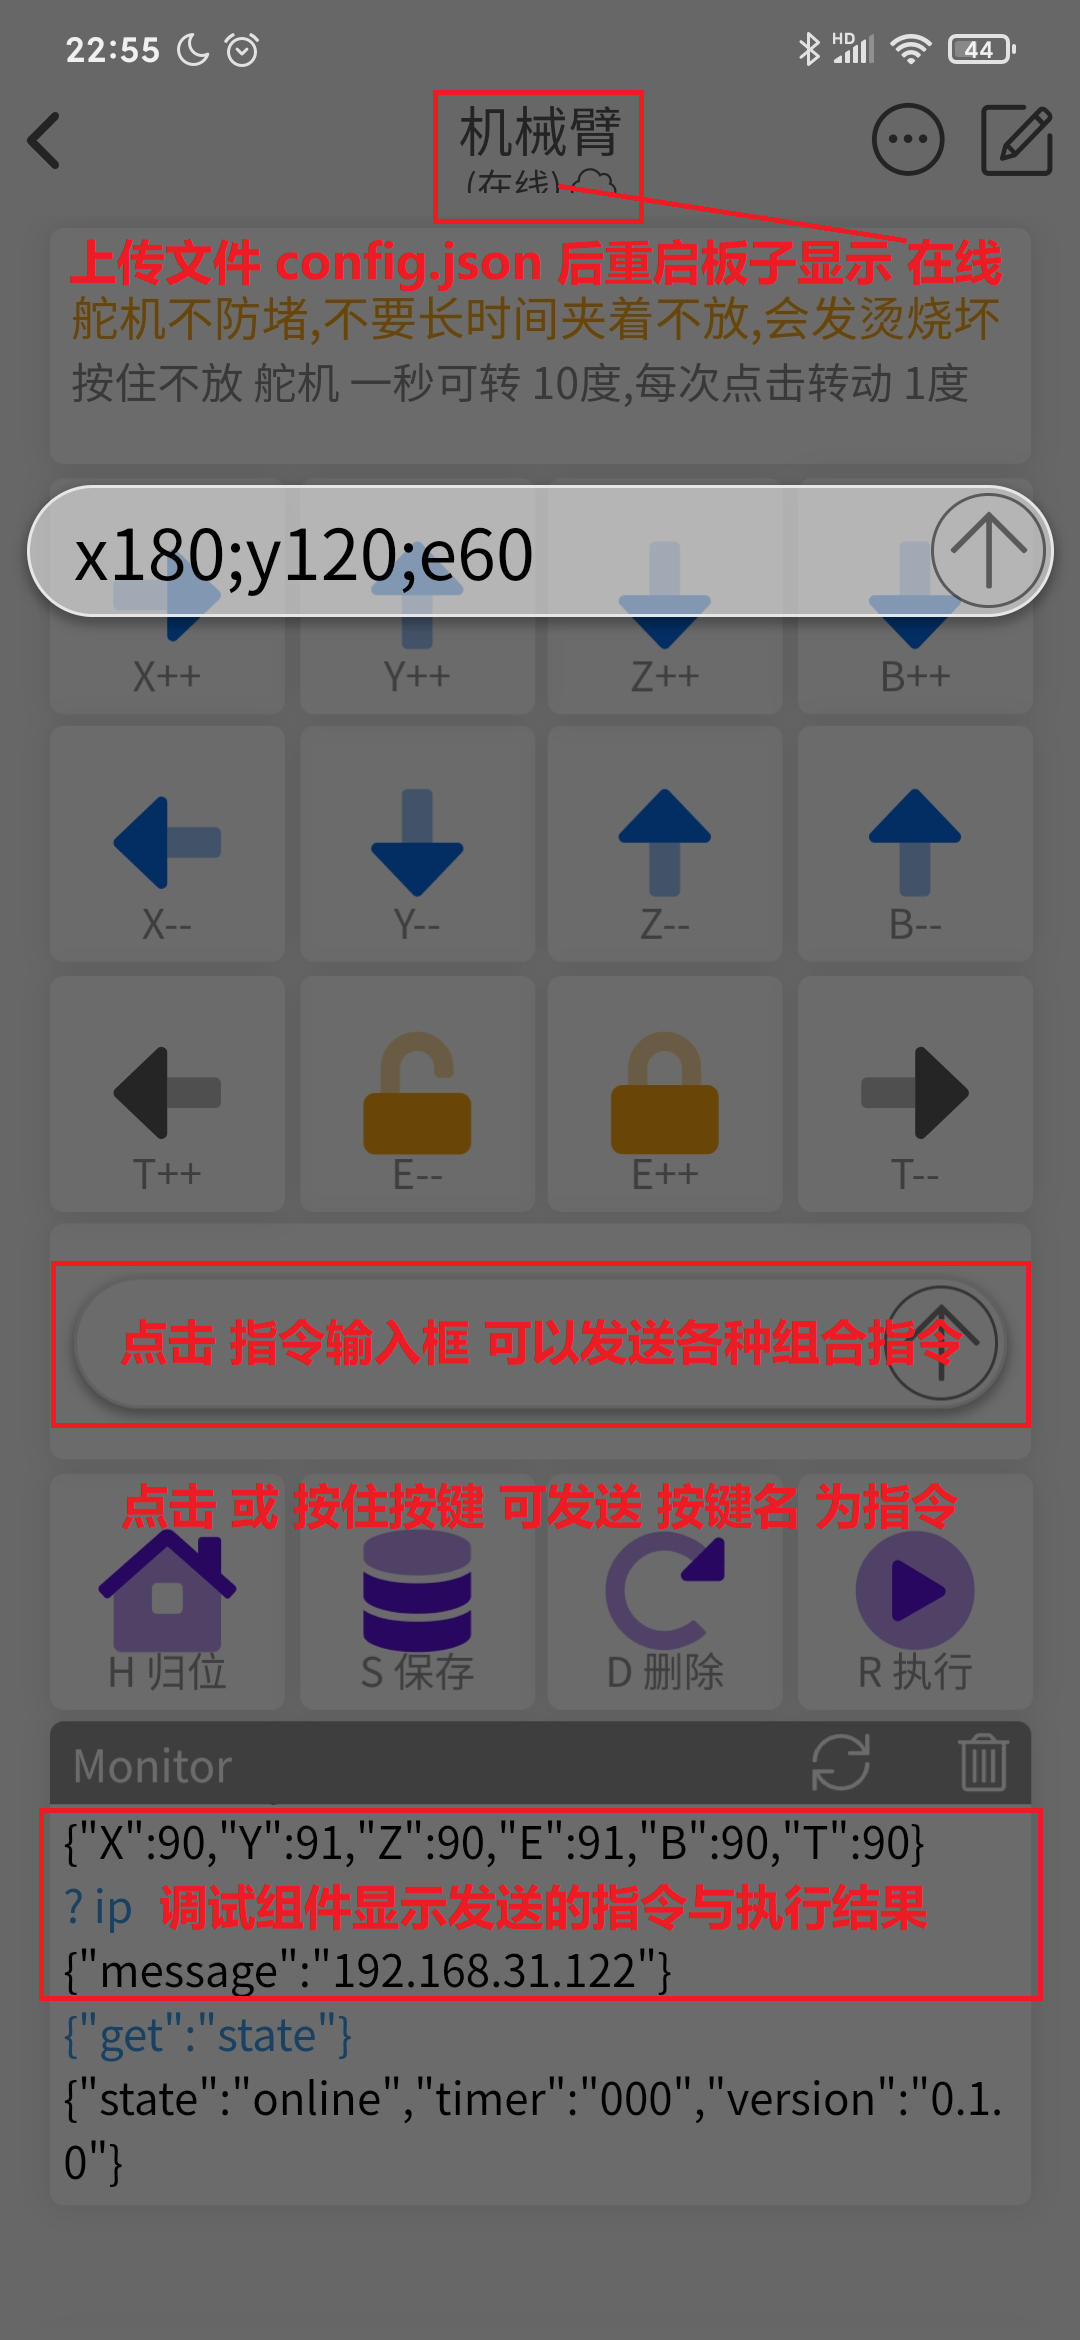 22:55
HD
44
机械臂
(在线)
上传文件 config.json 后重启板子显示 在线
舵机不防堵,不要长时间夹着不放,会发烫烧坏
按住不放 舵机 一秒可转 10度,每次点击转动 1度
x180;y120;e60
X++ Y++ Z++ B++
X-- Y-- Z-- B--
T++ E-- E++ T--
点击 指令输入框 可以发送各种组合指令
点击 或 按住按键 可发送 按键名 为指令
H 归位 S 保存 D 删除 R 执行
Monitor
{"X":90,"Y":91,"Z":90,"E":91,"B":90,"T":90}
? ip 调试组件显示发送的指令与执行结果
{"message":"192.168.31.122"}
{"get":"state"}
{"state":"online","timer":"000","version":"0.1.
0"}